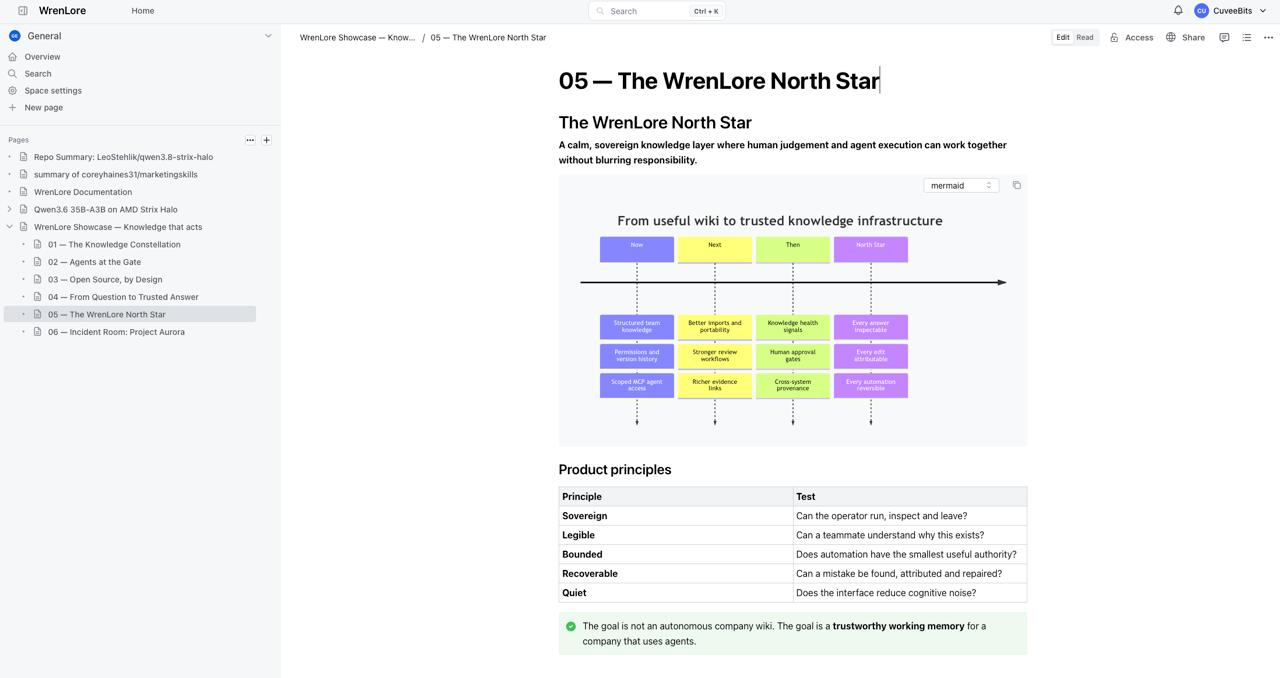 WrenLore
Home
Search
Ctrl + K
CU
CuveeBits
GE
General
Overview
Search
Space settings
New page
Pages
Repo Summary: LeoStehlik/qwen3.8-strix-halo
summary of coreyhaines31/marketingskills
WrenLore Documentation
Qwen3.6 35B-A3B on AMD Strix Halo
WrenLore Showcase — Knowledge that acts
01 — The Knowledge Constellation
02 — Agents at the Gate
03 — Open Source, by Design
04 — From Question to Trusted Answer
05 — The WrenLore North Star
06 — Incident Room: Project Aurora
WrenLore Showcase — Know... / 05 — The WrenLore North Star
Edit Read
Access
Share
05 — The WrenLore North Star
The WrenLore North Star
A calm, sovereign knowledge layer where human judgement and agent execution can work together
without blurring responsibility.
mermaid
From useful wiki to trusted knowledge infrastructure
Now
Next
Then
North Star
Structured team
knowledge
Better imports and
portability
Knowledge health
signals
Every answer
inspectable
Permissions and
version history
Stronger review
workflows
Human approval
gates
Every edit
attributable
Scoped MCP agent
access
Richer evidence
links
Cross-system
provenance
Every automation
reversible
Product principles
Principle Test
Sovereign Can the operator run, inspect and leave?
Legible Can a teammate understand why this exists?
Bounded Does automation have the smallest useful authority?
Recoverable Can a mistake be found, attributed and repaired?
Quiet Does the interface reduce cognitive noise?
The goal is not an autonomous company wiki. The goal is a trustworthy working memory for a
company that uses agents.